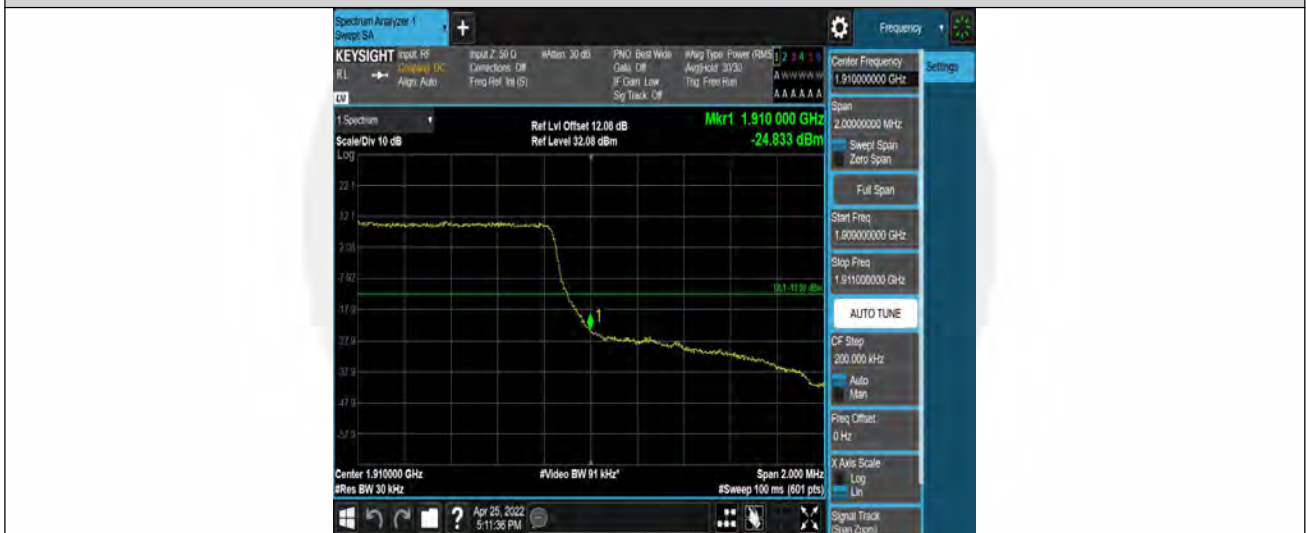 Spectrum Analyzer 1
Swept SA
+
Frequency
KEYSIGHT
RL
Input: RF
Coupling: DC
Align: Auto
Input Z: 50 Ω
Corrections: Off
Freq Ref: Int (S)
#Atten: 30 dB
PNO: Best Wide
Gate: Off
IF Gain: Low
Sig Track: Off
#Avg Type: Power (RMS
Avg|Hold: 30/30
Trig: Free Run
1 2 3 4 5 6
A W W W W W
A A A A A A
Center Frequency
1.910000000 GHz
Settings
1 Spectrum
Scale/Div 10 dB
Log
Ref Lvl Offset 12.08 dB
Ref Level 32.08 dBm
Mkr1 1.910 000 GHz
-24.833 dBm
Span
2.00000000 MHz
Swept Span
Zero Span
Full Span
Start Freq
1.909000000 GHz
Stop Freq
1.911000000 GHz
AUTO TUNE
CF Step
200.000 kHz
Auto
Man
Freq Offset
0 Hz
X Axis Scale
Log
Lin
Signal Track
(Span Zoom)
22.1
12.1
2.08
-7.92
-17.9
-27.9
-37.9
-47.9
-57.9
DL1 -13.00 dBm
1
Center 1.910000 GHz
#Res BW 30 kHz
#Video BW 91 kHz*
Span 2.000 MHz
#Sweep 100 ms (601 pts)
?
Apr 25, 2022
5:11:36 PM